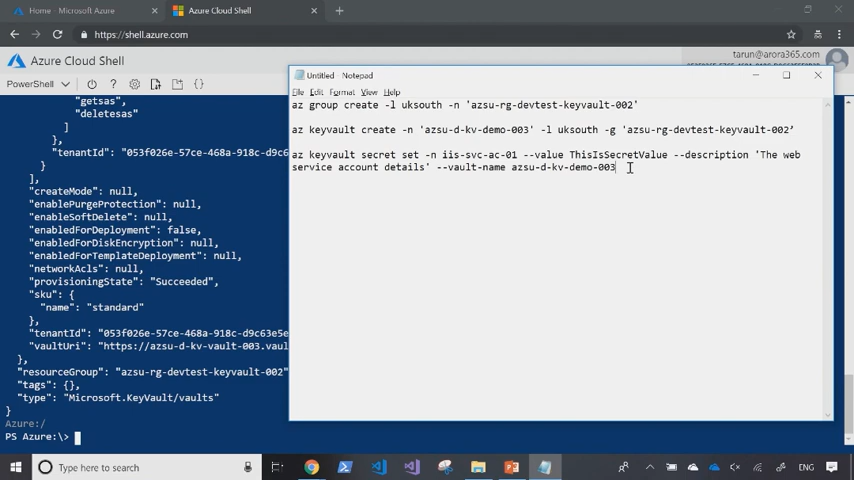 Home - Microsoft Azure
Azure Cloud Shell
https://shell.azure.com
Azure Cloud Shell
tarun@arora365.com
PowerShell
?
{}
"getsas",
"deletesas"
]
"tenantId": "053f026e-57ce-468a-918c-d9c63e
}
],
"createMode": null,
"enablePurgeProtection": null,
"enableSoftDelete": null,
"enabledForDeployment": false,
"enabledForDiskEncryption": null,
"enabledForTemplateDeployment": null,
"networkAcls": null,
"provisioningState": "Succeeded",
"sku": {
"name": "standard"
},
"tenantId": "053f026e-57ce-468a-918c-d9c63e5e
"vaultUri": "https://azsu-d-kv-vault-003.vaul
},
"resourceGroup": "azsu-rg-devtest-keyvault-002"
"tags": {},
"type": "Microsoft.KeyVault/vaults"
}
Azure:/
PS Azure:\>
Untitled - Notepad
File Edit Format View Help
az group create -l uksouth -n 'azsu-rg-devtest-keyvault-002'
az keyvault create -n 'azsu-d-kv-demo-003' -l uksouth -g 'azsu-rg-devtest-keyvault-002’
az keyvault secret set -n iis-svc-ac-01 --value ThisIsSecretValue --description 'The web
service account details' --vault-name azsu-d-kv-demo-003
Type here to search